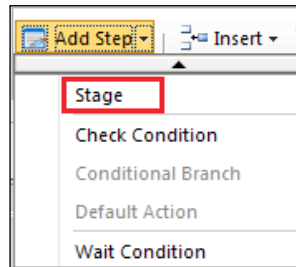 Add Step Insert
Stage
Check Condition
Conditional Branch
Default Action
Wait Condition